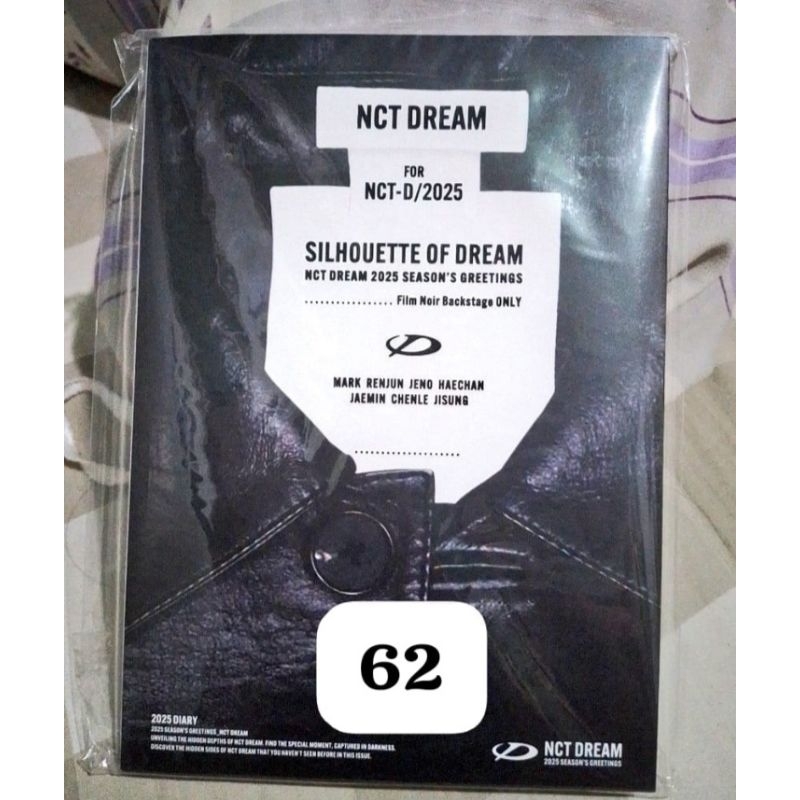 NCT DREAM
FOR
NCT-D/2025
SILHOUETTE OF DREAM
NCT DREAM 2025 SEASON'S GREETINGS
................. Film Noir Backstage ONLY
MARK RENJUN JENO HAECHAN
JAEMIN CHENLE JISUNG
....................
62
2025 DIARY
2025 SEASON'S GREETINGS_NCT DREAM
UNVEILING THE HIDDEN DEPTHS OF NCT DREAM. FIND THE SPECIAL MOMENT, CAPTURED IN DARKNESS.
DISCOVER THE HIDDEN SIDES OF NCT DREAM THAT YOU HAVEN'T SEEN BEFORE IN THIS ISSUE.
NCT DREAM
2025 SEASON'S GREETINGS